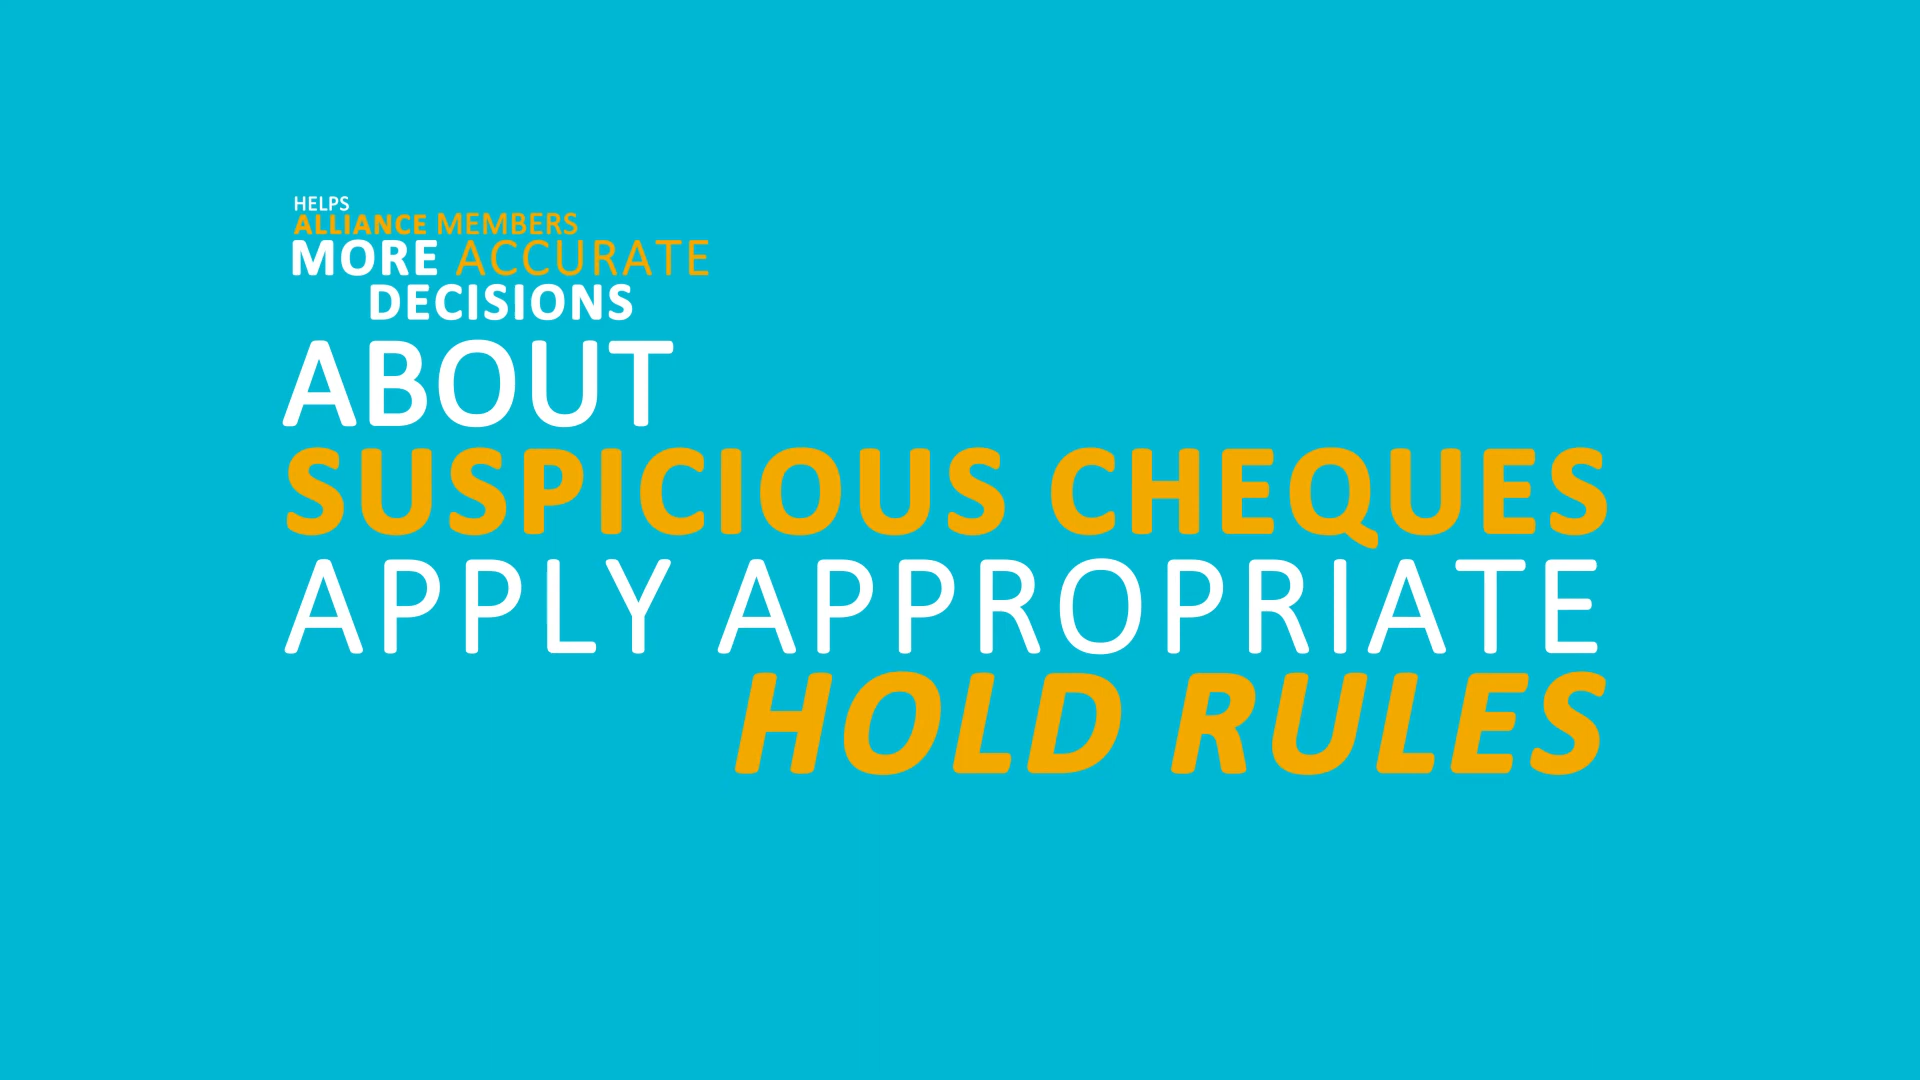 HELPS
ALLIANCE MEMBERS
MORE ACCURATE
DECISIONS
ABOUT
SUSPICIOUS CHEQUES
APPLY APPROPRIATE
HOLD RULES